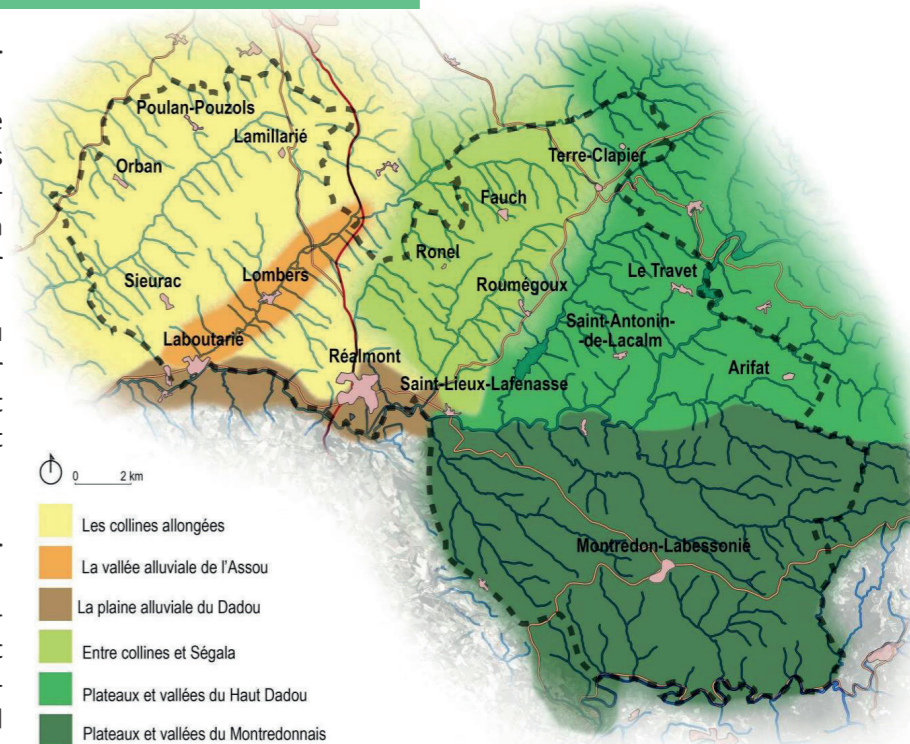 Poulan-Pouzols
Lamillarié
Orban
Terre-Clapier
Fauch
Ronel
Sieurac
Lombers
Roumégoux
Le Travet
Laboutarié
Saint-Antonin-
-de-Lacalm
Réalmont
Arifat
Saint-Lieux-Lafenasse
Montredon-Labessonié
0 2 km
Les collines allongées
La vallée alluviale de l'Assou
La plaine alluviale du Dadou
Entre collines et Ségala
Plateaux et vallées du Haut Dadou
Plateaux et vallées du Montredonnais